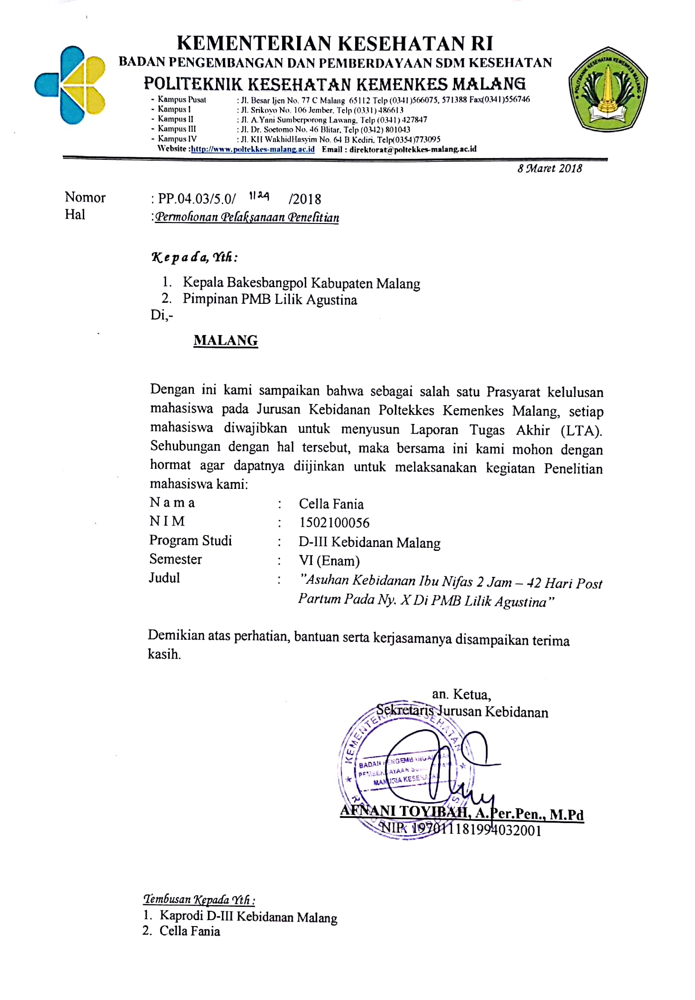 KEMENTERIAN KESEHATAN RI
BADAN PENGEMBANGAN DAN PEMBERDAYAAN SDM KESEHATAN
POLITEKNIK KESEHATAN KEMENKES MALANG
- Kampus Pusat : Jl. Besar Ijen No. 77 C Malang 65112 Telp (0341)566075, 571388 Fax(0341)556746
- Kampus I : Jl. Srikoyo No. 106 Jember, Telp (0331) 486613
- Kampus II : Jl. A.Yani Sumberporong Lawang. Telp (0341) 427847
- Kampus III : Jl. Dr. Soetomo No. 46 Blitar, Telp (0342) 801043
- Kampus IV : Jl. KH WakhidHasyim No. 64 B Kediri, Telp(0354)773095
Website :http://www.poltekkes-malang.ac.id Email : direktorat@poltekkes-malang.ac.id
POLITEKNIK KESEHATAN KEMENKES MALANG
8 Maret 2018
Nomor : PP.04.03/5.0/ 1129 /2018
Hal :Permohonan Pelaksanaan Penelitian
Kepada, Yth :
1. Kepala Bakesbangpol Kabupaten Malang
2. Pimpinan PMB Lilik Agustina
Di,-
MALANG
Dengan ini kami sampaikan bahwa sebagai salah satu Prasyarat kelulusan
mahasiswa pada Jurusan Kebidanan Poltekkes Kemenkes Malang, setiap
mahasiswa diwajibkan untuk menyusun Laporan Tugas Akhir (LTA).
Sehubungan dengan hal tersebut, maka bersama ini kami mohon dengan
hormat agar dapatnya diijinkan untuk melaksanakan kegiatan Penelitian
mahasiswa kami:
N a m a : Cella Fania
N I M : 1502100056
Program Studi : D-III Kebidanan Malang
Semester : VI (Enam)
Judul : "Asuhan Kebidanan Ibu Nifas 2 Jam – 42 Hari Post
Partum Pada Ny. X Di PMB Lilik Agustina"
Demikian atas perhatian, bantuan serta kerjasamanya disampaikan terima
kasih.
an. Ketua,
Sekretaris Jurusan Kebidanan
KEMENTERIAN KESEHATAN
BADAN PENGEMBANGAN DAN
PEMBERDAYAAN SUMBER DAYA
MANUSIA KESEHATAN
REPUBLIK INDONESIA
AFNANI TOYIBAH, A.Per.Pen., M.Pd
NIP. 197011181994032001
Tembusan Kepada Yth :
1. Kaprodi D-III Kebidanan Malang
2. Cella Fania